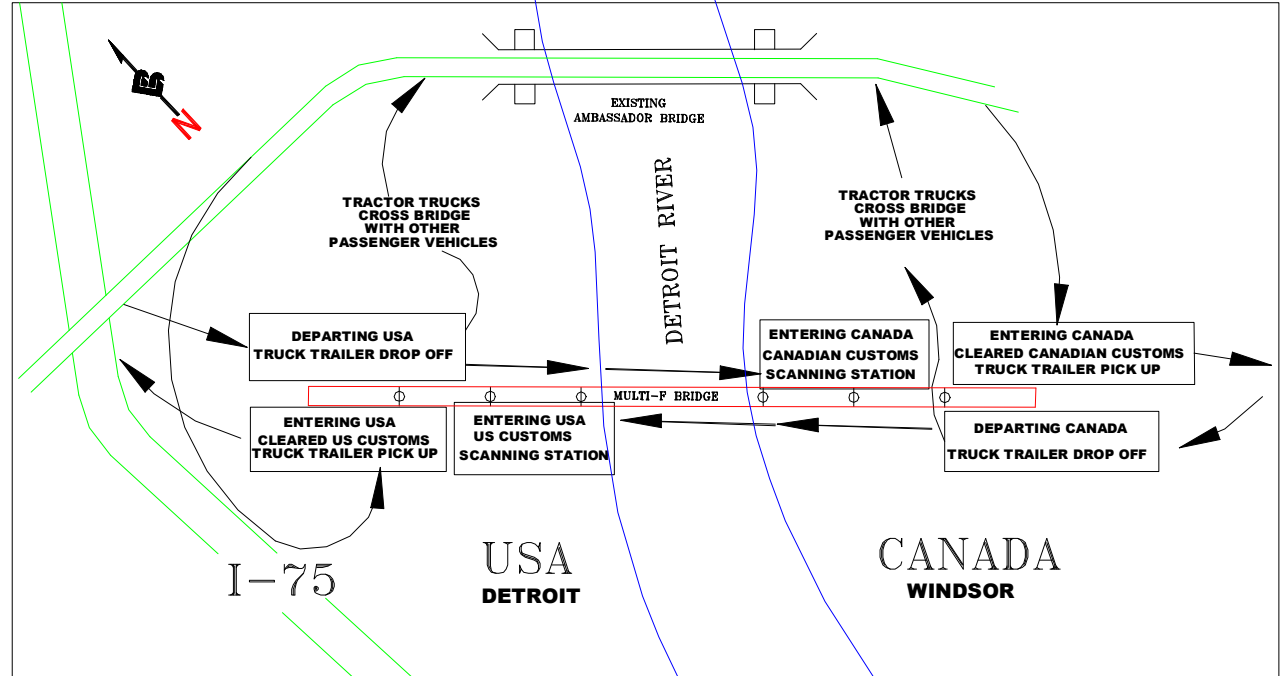 N
EXISTING
AMBASSADOR BRIDGE
DETROIT RIVER
TRACTOR TRUCKS
CROSS BRIDGE
WITH OTHER
PASSENGER VEHICLES
TRACTOR TRUCKS
CROSS BRIDGE
WITH OTHER
PASSENGER VEHICLES
DEPARTING USA
TRUCK TRAILER DROP OFF
ENTERING CANADA
CANADIAN CUSTOMS
SCANNING STATION
ENTERING CANADA
CLEARED CANADIAN CUSTOMS
TRUCK TRAILER PICK UP
MULTI-F BRIDGE
ENTERING USA
CLEARED US CUSTOMS
TRUCK TRAILER PICK UP
ENTERING USA
US CUSTOMS
SCANNING STATION
DEPARTING CANADA
TRUCK TRAILER DROP OFF
I-75
USA
DETROIT
CANADA
WINDSOR